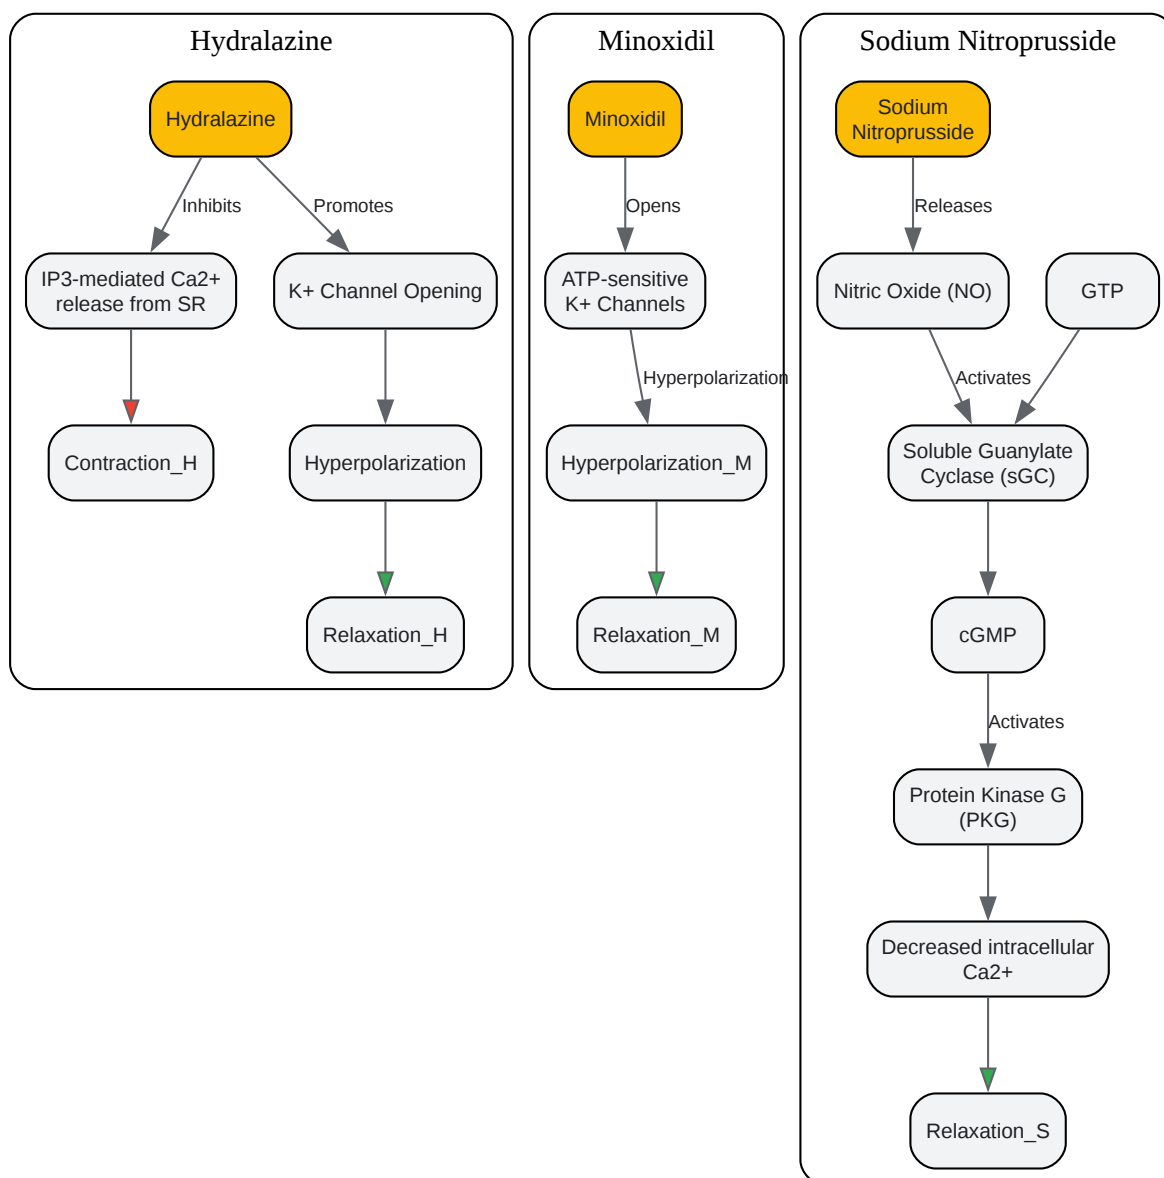 Hydralazine
Hydralazine
Inhibits
Promotes
IP3-mediated Ca2+
release from SR
K+ Channel Opening
Contraction_H
Hyperpolarization
Relaxation_H
Minoxidil
Minoxidil
Opens
ATP-sensitive
K+ Channels
Hyperpolarization
Hyperpolarization_M
Relaxation_M
Sodium Nitroprusside
Sodium
Nitroprusside
Releases
Nitric Oxide (NO)
GTP
Activates
Soluble Guanylate
Cyclase (sGC)
cGMP
Activates
Protein Kinase G
(PKG)
Decreased intracellular
Ca2+
Relaxation_S